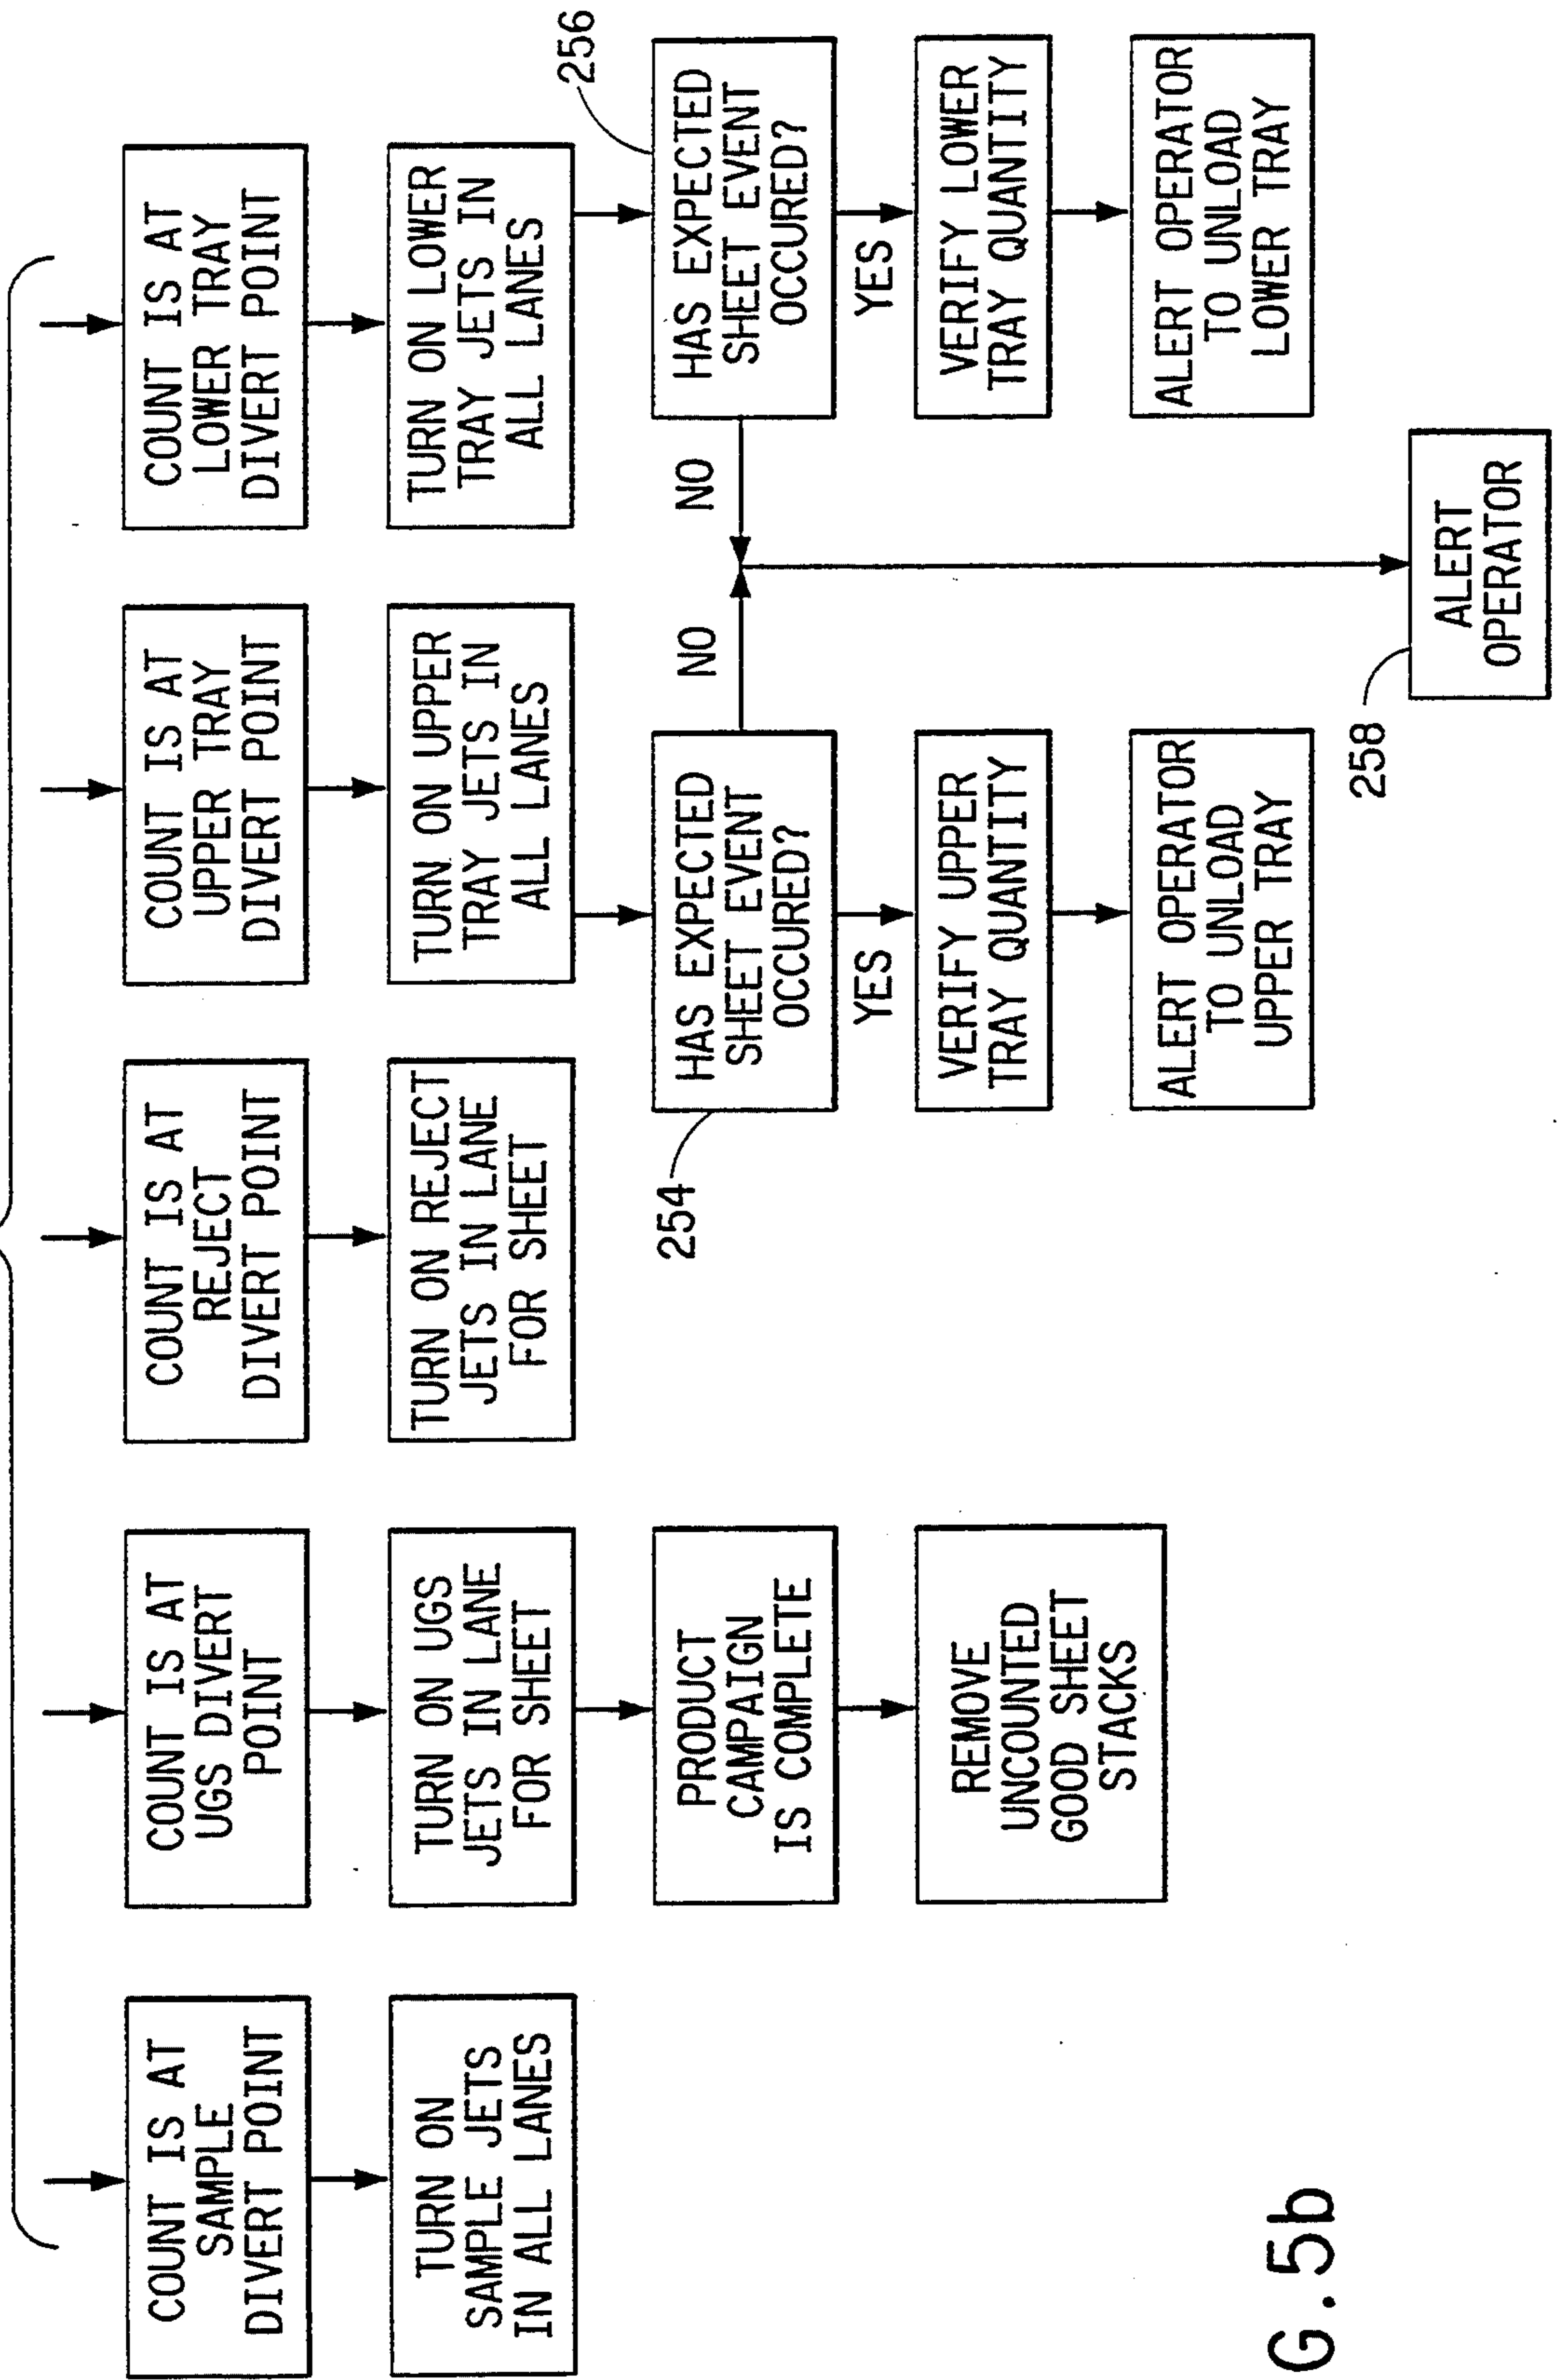 COUNT IS AT
SAMPLE
DIVERT POINT
TURN ON
SAMPLE JETS
IN ALL LANES
COUNT IS AT
UGS DIVERT
POINT
TURN ON UGS
JETS IN LANE
FOR SHEET
PRODUCT
CAMPAIGN
IS COMPLETE
REMOVE
UNCOUNTED
GOOD SHEET
STACKS
COUNT IS AT
REJECT
DIVERT POINT
TURN ON REJECT
JETS IN LANE
FOR SHEET
COUNT IS AT
UPPER TRAY
DIVERT POINT
TURN ON UPPER
TRAY JETS IN
ALL LANES
254
HAS EXPECTED
SHEET EVENT
OCCURED?
NO
YES
VERIFY UPPER
TRAY QUANTITY
ALERT OPERATOR
TO UNLOAD
UPPER TRAY
COUNT IS AT
LOWER TRAY
DIVERT POINT
TURN ON LOWER
TRAY JETS IN
ALL LANES
256
HAS EXPECTED
SHEET EVENT
OCCURED?
NO
YES
VERIFY LOWER
TRAY QUANTITY
ALERT OPERATOR
TO UNLOAD
LOWER TRAY
258
ALERT
OPERATOR
G.5b